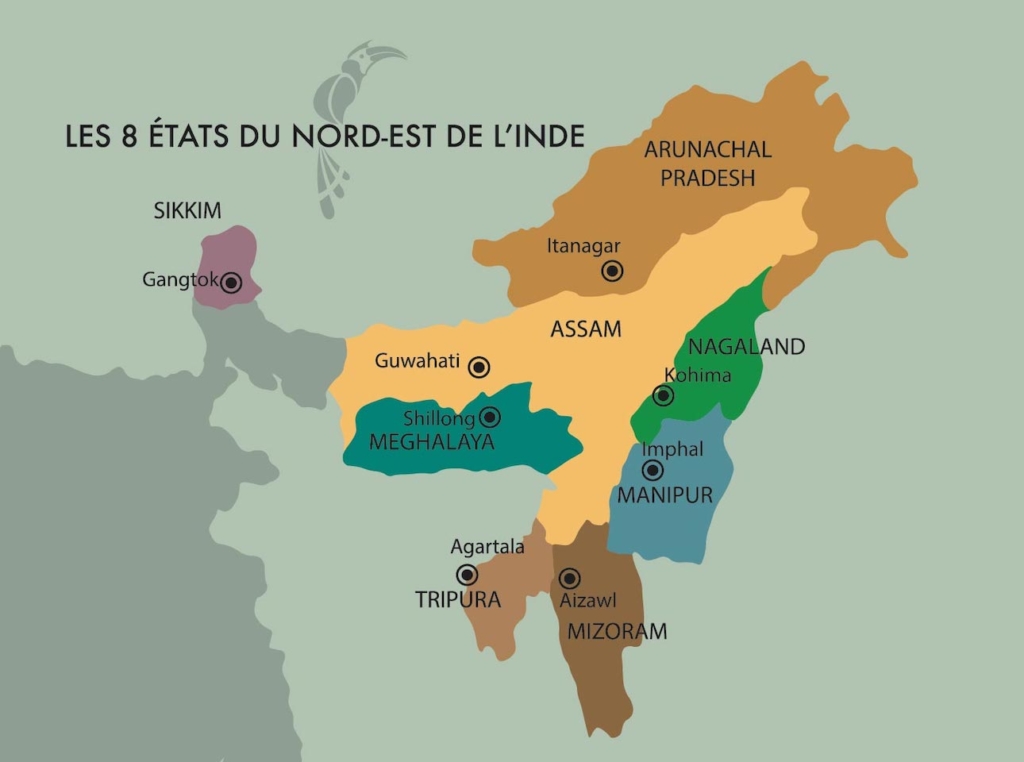 LES 8 ÉTATS DU NORD-EST DE L'INDE
ARUNACHAL
PRADESH
SIKKIM
Gangtok
Itanagar
ASSAM
Guwahati
NAGALAND
Kohima
Shillong
MEGHALAYA
Imphal
MANIPUR
Agartala
TRIPURA
Aizawl
MIZORAM